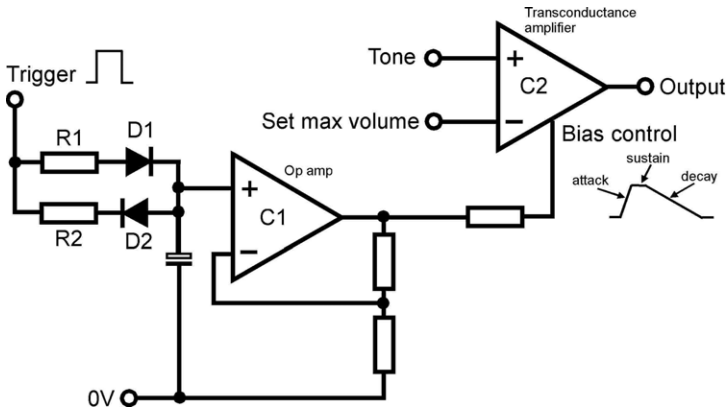 Transconductance
amplifier
Tone
C2
Output
Trigger
Set max volume
Bias control
R1
D1
Op amp
sustain
attack
decay
C1
R2
D2
0V